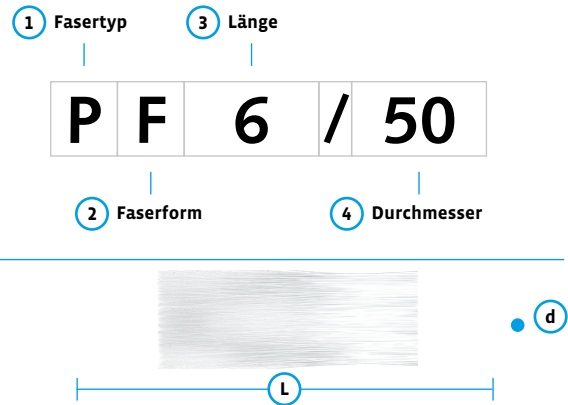 1 Fasertyp 3 Länge
P F 6 / 50
2 Faserform 4 Durchmesser
d
L